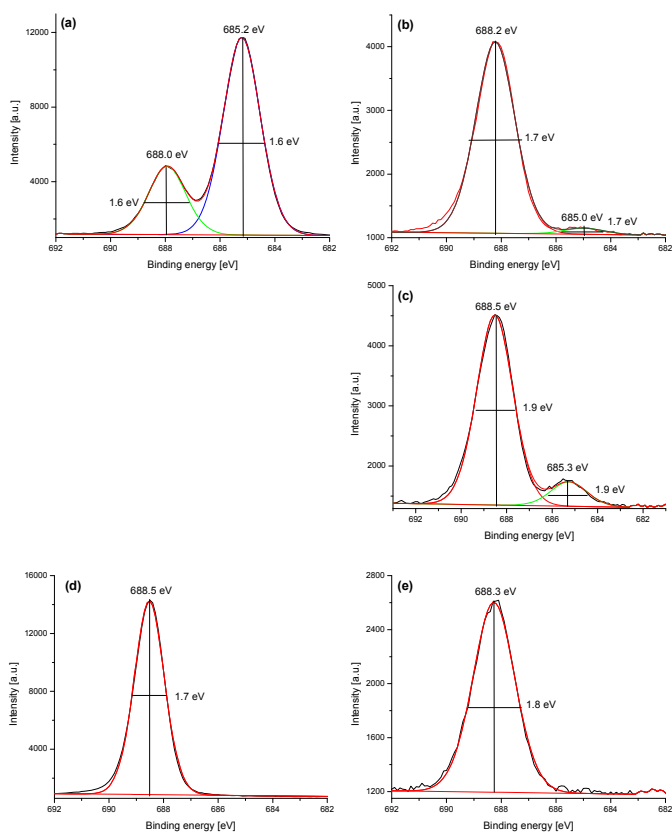 (a)
685.2 eV
12000
8000
4000
688.0 eV
1.6 eV
1.6 eV
692 690 688 686 684 682
Binding energy [eV]
Intensity [a.u.]
(b)
688.2 eV
4000
3000
2000
1000
1.7 eV
685.0 eV
1.7 eV
692 690 688 686 684 682
Binding energy [eV]
Intensity [a.u.]
(c)
5000
688.5 eV
4000
3000
2000
1.9 eV
685.3 eV
1.9 eV
692 690 688 686 684 682
Binding energy [eV]
Intensity [a.u.]
(d)
16000
688.5 eV
12000
8000
4000
1.7 eV
692 690 688 686 684 682
Binding energy [eV]
Intensity [a.u.]
(e)
2800
688.3 eV
2400
2000
1600
1200
1.8 eV
692 690 688 686 684 682
Binding energy [eV]
Intensity [a.u.]